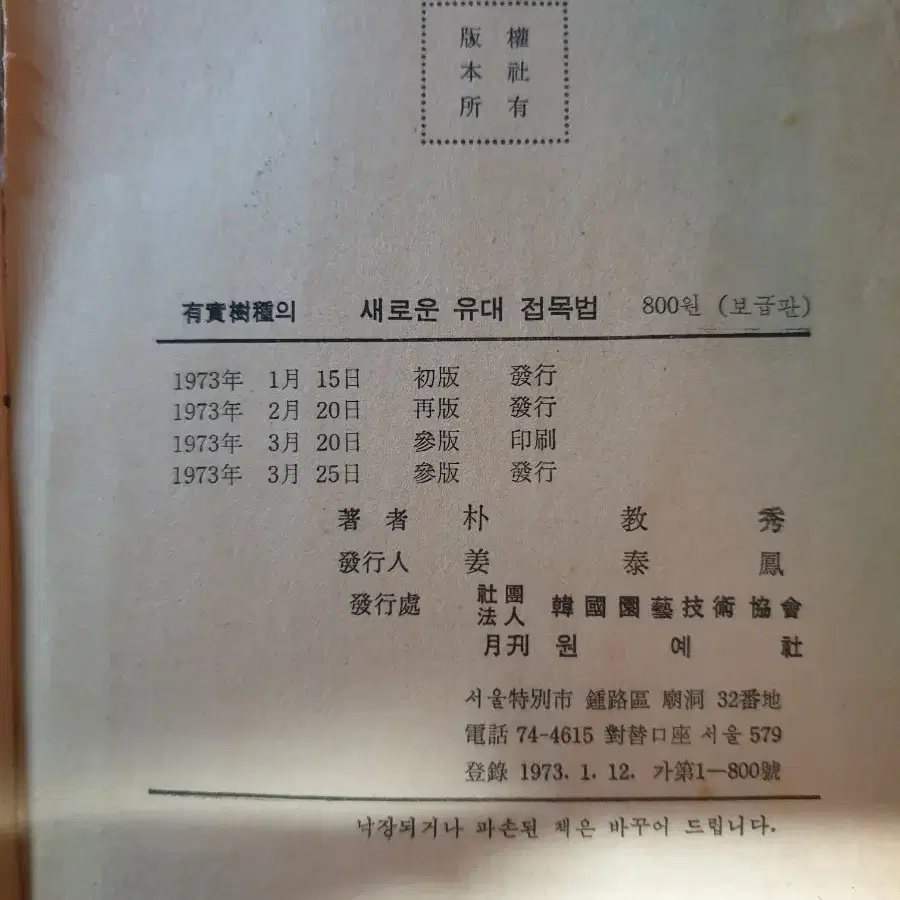 版權
本社
所有
有實樹種의 새로운 유대 접목법 800원 (보급판)
1973年 1月 15日 初版 發行
1973年 2月 20日 再版 發行
1973年 3月 20日 參版 印刷
1973年 3月 25日 參版 發行
著者 朴教秀
發行人 姜泰鳳
發行處 社團法人 韓國園藝技術協會
月刊 원예社
서울特別市 鍾路區 廟洞 32番地
電話 74-4615 對替口座 서울 579
登錄 1973. 1. 12. 가第1—800號
낙장되거나 파손된 책은 바꾸어 드립니다.